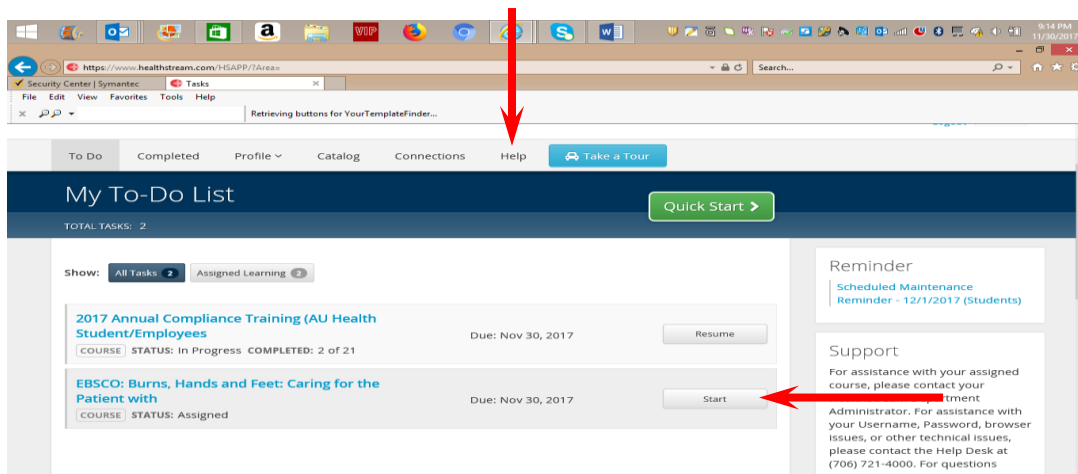 VIP
9:14 PM
11/30/2017
https://www.healthstream.com/HSAPP/?Area=
Search...
Security Center | Symantec
Tasks
File Edit View Favorites Tools Help
Retrieving buttons for YourTemplateFinder...
To Do Completed Profile Catalog Connections Help Take a Tour
My To-Do List
Quick Start
TOTAL TASKS: 2
Show: All Tasks 2 Assigned Learning 2
2017 Annual Compliance Training (AU Health
Student/Employees
COURSE STATUS: In Progress COMPLETED: 2 of 21
Due: Nov 30, 2017
Resume
EBSCO: Burns, Hands and Feet: Caring for the
Patient with
COURSE STATUS: Assigned
Due: Nov 30, 2017
Start
Reminder
Scheduled Maintenance
Reminder - 12/1/2017 (Students)
Support
For assistance with your assigned
course, please contact your
Administrator. For assistance with
your Username, Password, browser
issues, or other technical issues,
please contact the Help Desk at
(706) 721-4000. For questions